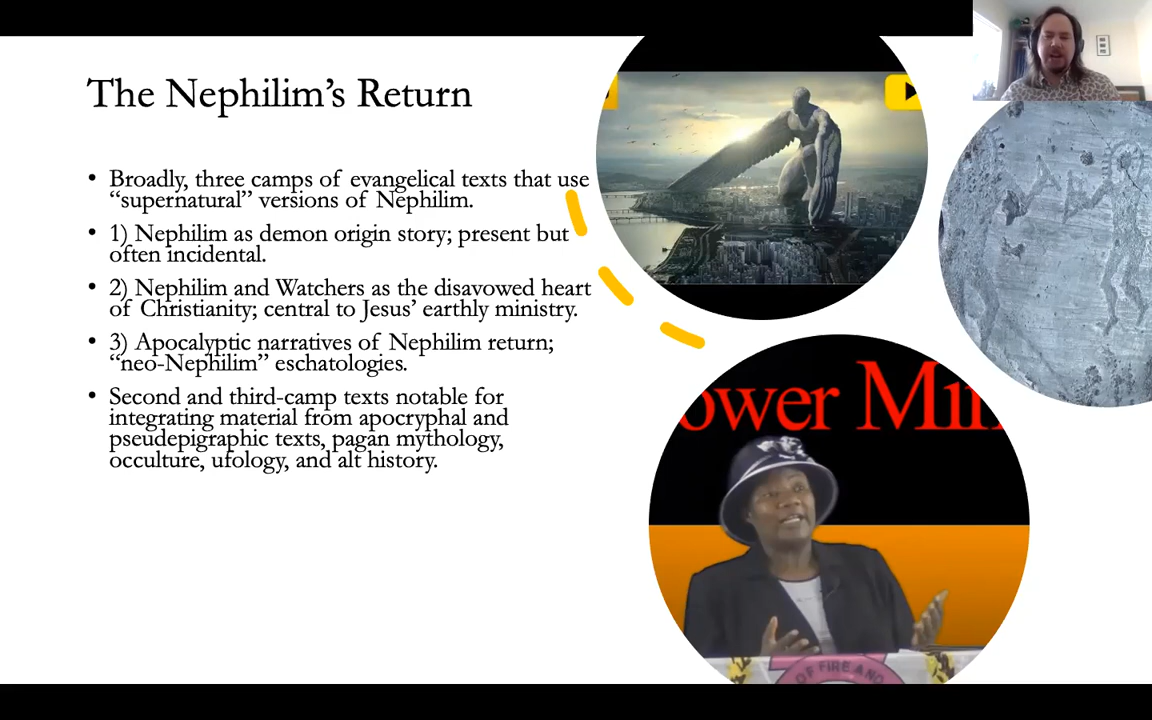 The Nephilim’s Return
• Broadly, three camps of evangelical texts that use
“supernatural” versions of Nephilim.
• 1) Nephilim as demon origin story; present but
often incidental.
• 2) Nephilim and Watchers as the disavowed heart
of Christianity; central to Jesus’ earthly ministry.
• 3) Apocalyptic narratives of Nephilim return;
“neo-Nephilim” eschatologies.
• Second and third-camp texts notable for
integrating material from apocryphal and
pseudepigraphic texts, pagan mythology,
occulture, ufology, and alt history.
ower Min
OF FIRE AND